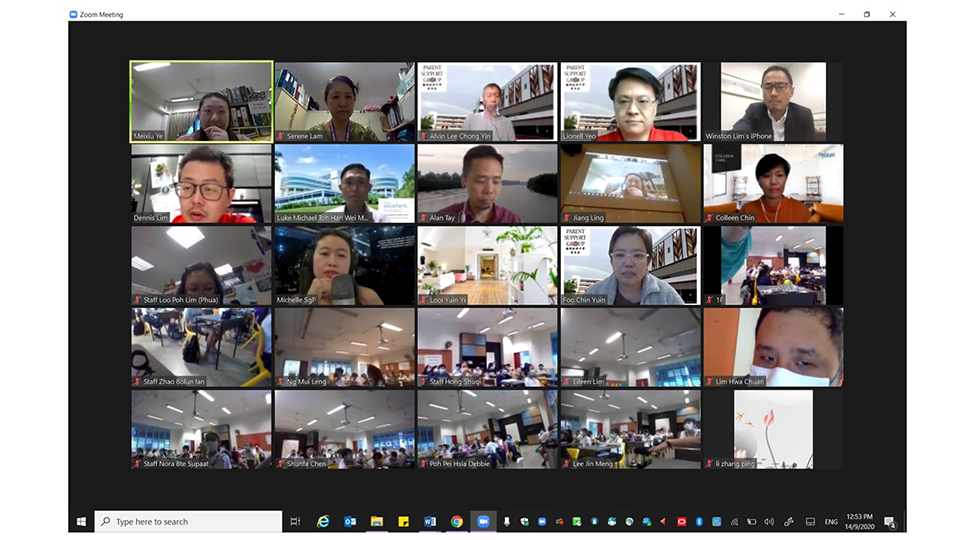 Zoom Meeting
Meixiu Ye
Serene Lam
PARENT
SUPPORT
GROUP
Alvin Lee Chong Yin
PARENT
SUPPORT
GROUP
Lionell Yeo
Winston Lim's iPhone
Dennis Lim
excellent
Luke Michael Toh Han Wei M...
Alan Tay
Jiang Ling
COLLEEN
CHIN
Colleen Chin
Staff Loo Poh Lim (Phua)
Michelle SgP
Looi Yuin Yi
PARENT
SUPPORT
GROUP
Foo Chin Yuin
1F
Staff Zhao Bolun Ian
Ng Mui Leng
Staff Hong Shuqi
Eileen Lim
Lim Hwa Chuan
Staff Nora Bte Supaat
Shunfa Chen
Poh Pei Hsia Debbie
Lee Jin Meng
li zhang ping
Type here to search
ENG
12:53 PM
14/9/2020
4